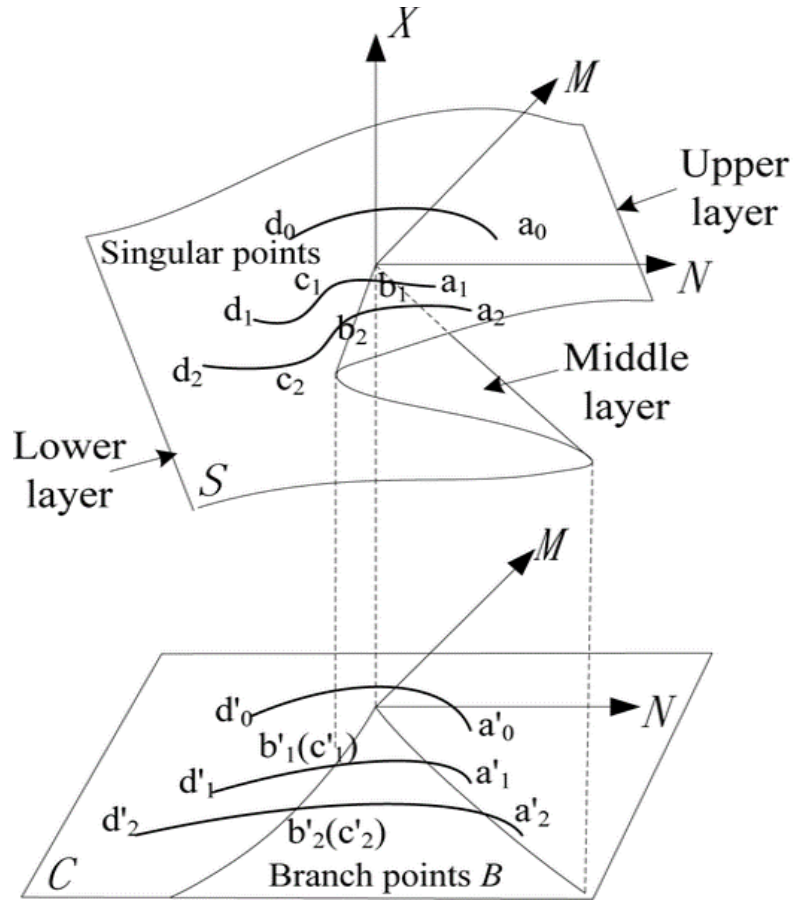 X
M
Upper
layer
d₀
a₀
Singular points
N
c₁
b₁
a₁
d₁
a₂
b₂
d₂
c₂
Middle
layer
Lower
layer
S
M
d'₀
N
a'₀
b'₁(c'₁)
d'₁
a'₁
d'₂
a'₂
b'₂(c'₂)
C
Branch points B